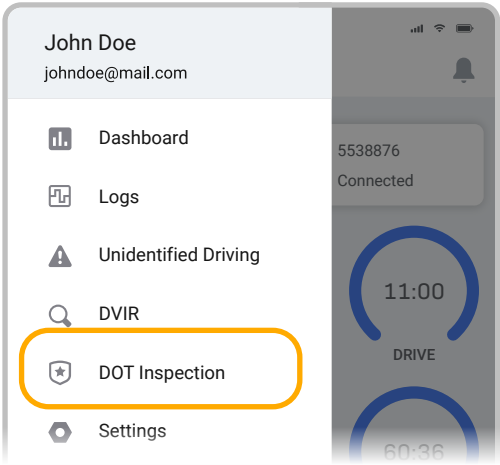 John Doe
johndoe@mail.com
Dashboard
Logs
Unidentified Driving
DVIR
DOT Inspection
Settings
5538876
Connected
11:00
DRIVE
60:36